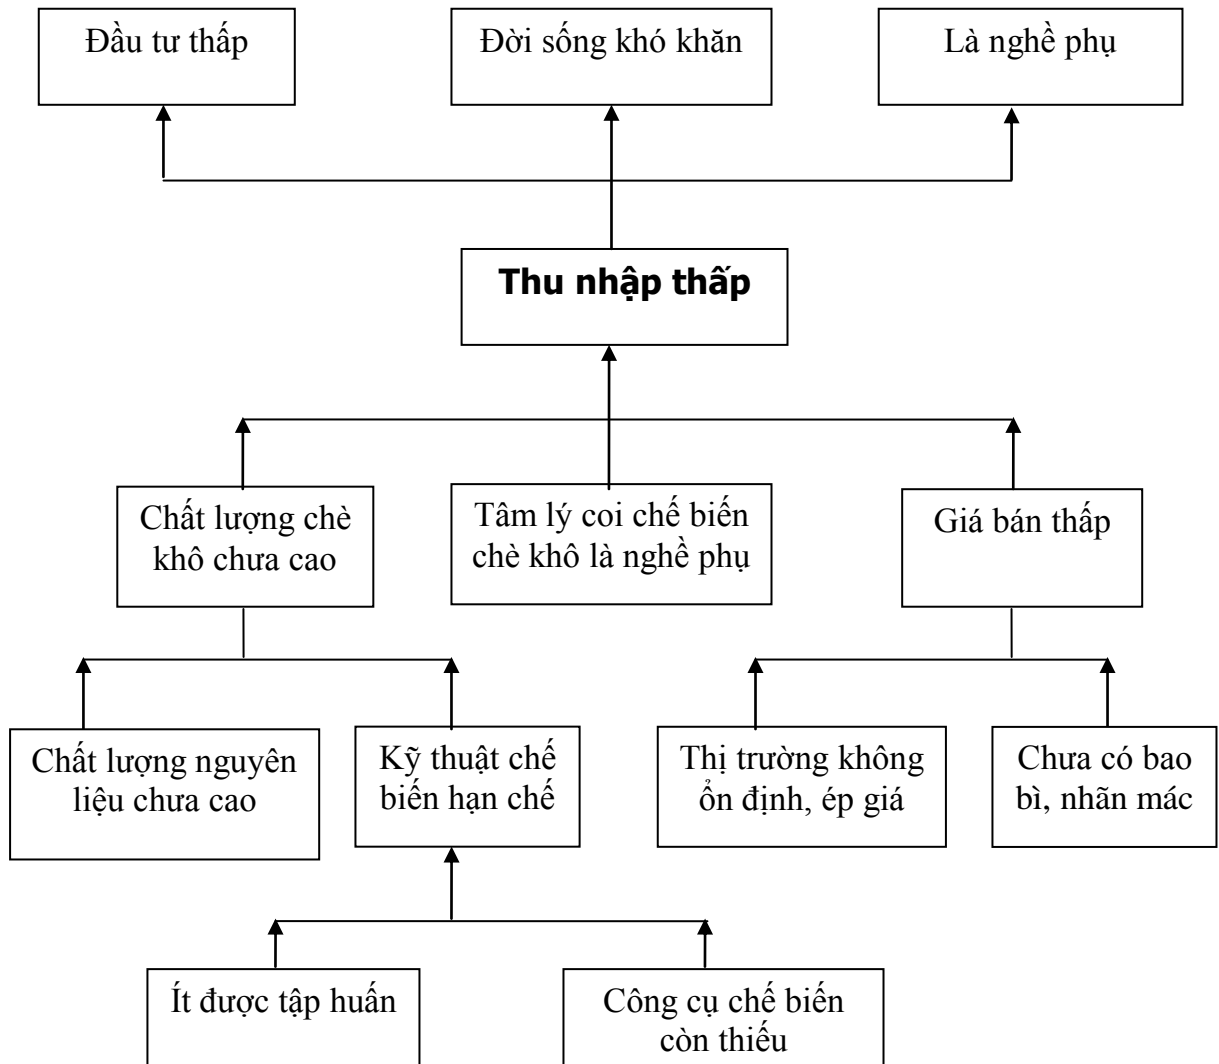 Đầu tư thấp
Đời sống khó khăn
Là nghề phụ
Thu nhập thấp
Chất lượng chè
khô chưa cao
Tâm lý coi chế biến
chè khô là nghề phụ
Giá bán thấp
Chất lượng nguyên
liệu chưa cao
Kỹ thuật chế
biến hạn chế
Thị trường không
ổn định, ép giá
Chưa có bao
bì, nhãn mác
Ít được tập huấn
Công cụ chế biến
còn thiếu